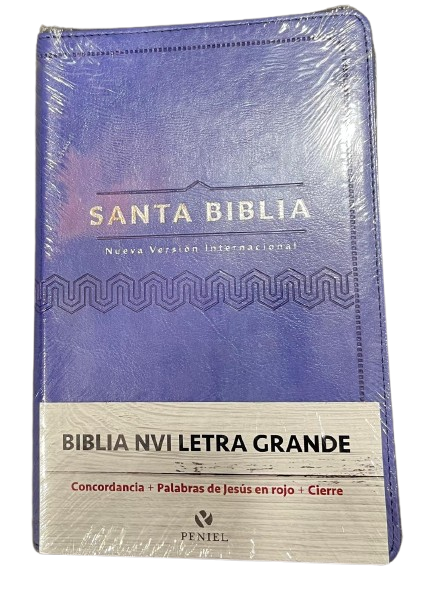 SANTA BIBLIA
Nueva Versión Internacional
BIBLIA NVI LETRA GRANDE
Concordancia + Palabras de Jesús en rojo + Cierre
PENIEL